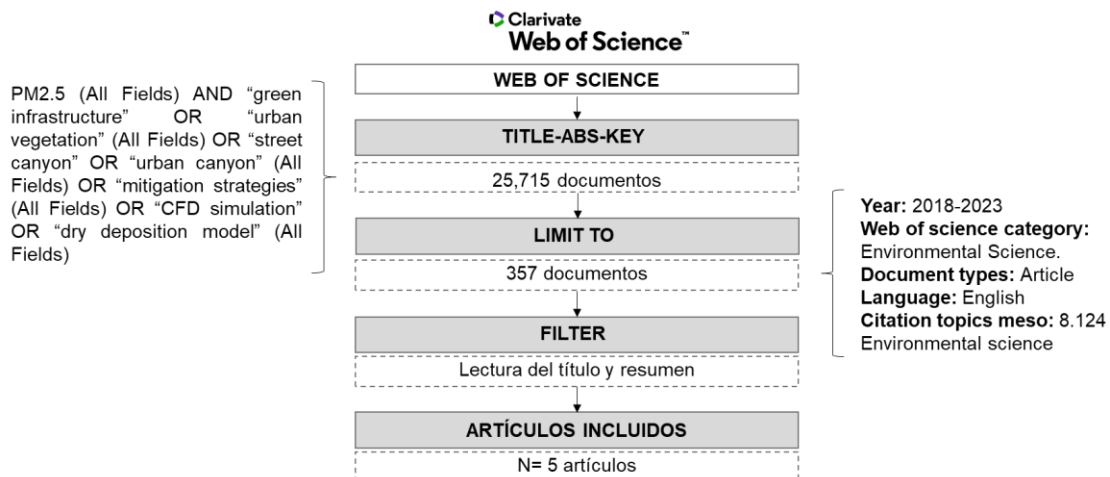 Clarivate
Web of Science™
WEB OF SCIENCE
PM2.5 (All Fields) AND “green
infrastructure” OR “urban
vegetation” (All Fields) OR “street
canyon” OR “urban canyon” (All
Fields) OR “mitigation strategies”
(All Fields) OR “CFD simulation”
OR “dry deposition model” (All
Fields)
TITLE-ABS-KEY
25,715 documentos
LIMIT TO
357 documentos
Year: 2018-2023
Web of science category:
Environmental Science.
Document types: Article
Language: English
Citation topics meso: 8.124
Environmental science
FILTER
Lectura del título y resumen
ARTÍCULOS INCLUIDOS
N= 5 artículos